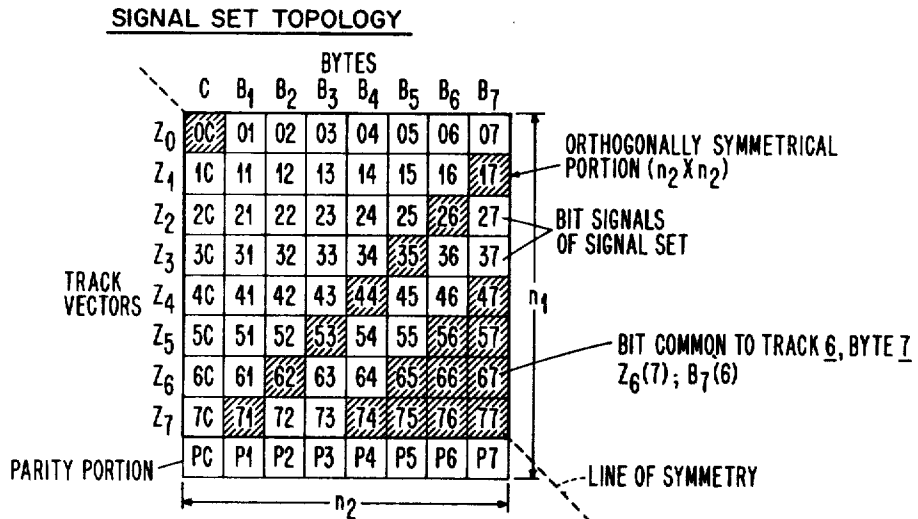 SIGNAL SET TOPOLOGY
BYTES
C B1 B2 B3 B4 B5 B6 B7
Z0 0C 01 02 03 04 05 06 07
Z1 1C 11 12 13 14 15 16 17
Z2 2C 21 22 23 24 25 26 27
Z3 3C 31 32 33 34 35 36 37
Z4 4C 41 42 43 44 45 46 47
Z5 5C 51 52 53 54 55 56 57
Z6 6C 61 62 63 64 65 66 67
Z7 7C 71 72 73 74 75 76 77
PC P1 P2 P3 P4 P5 P6 P7
TRACK
VECTORS
PARITY PORTION
n2
n1
ORTHOGONALLY SYMMETRICAL
PORTION (n2 X n2)
BIT SIGNALS
OF SIGNAL SET
BIT COMMON TO TRACK 6, BYTE 7
Z6(7); B7(6)
LINE OF SYMMETRY